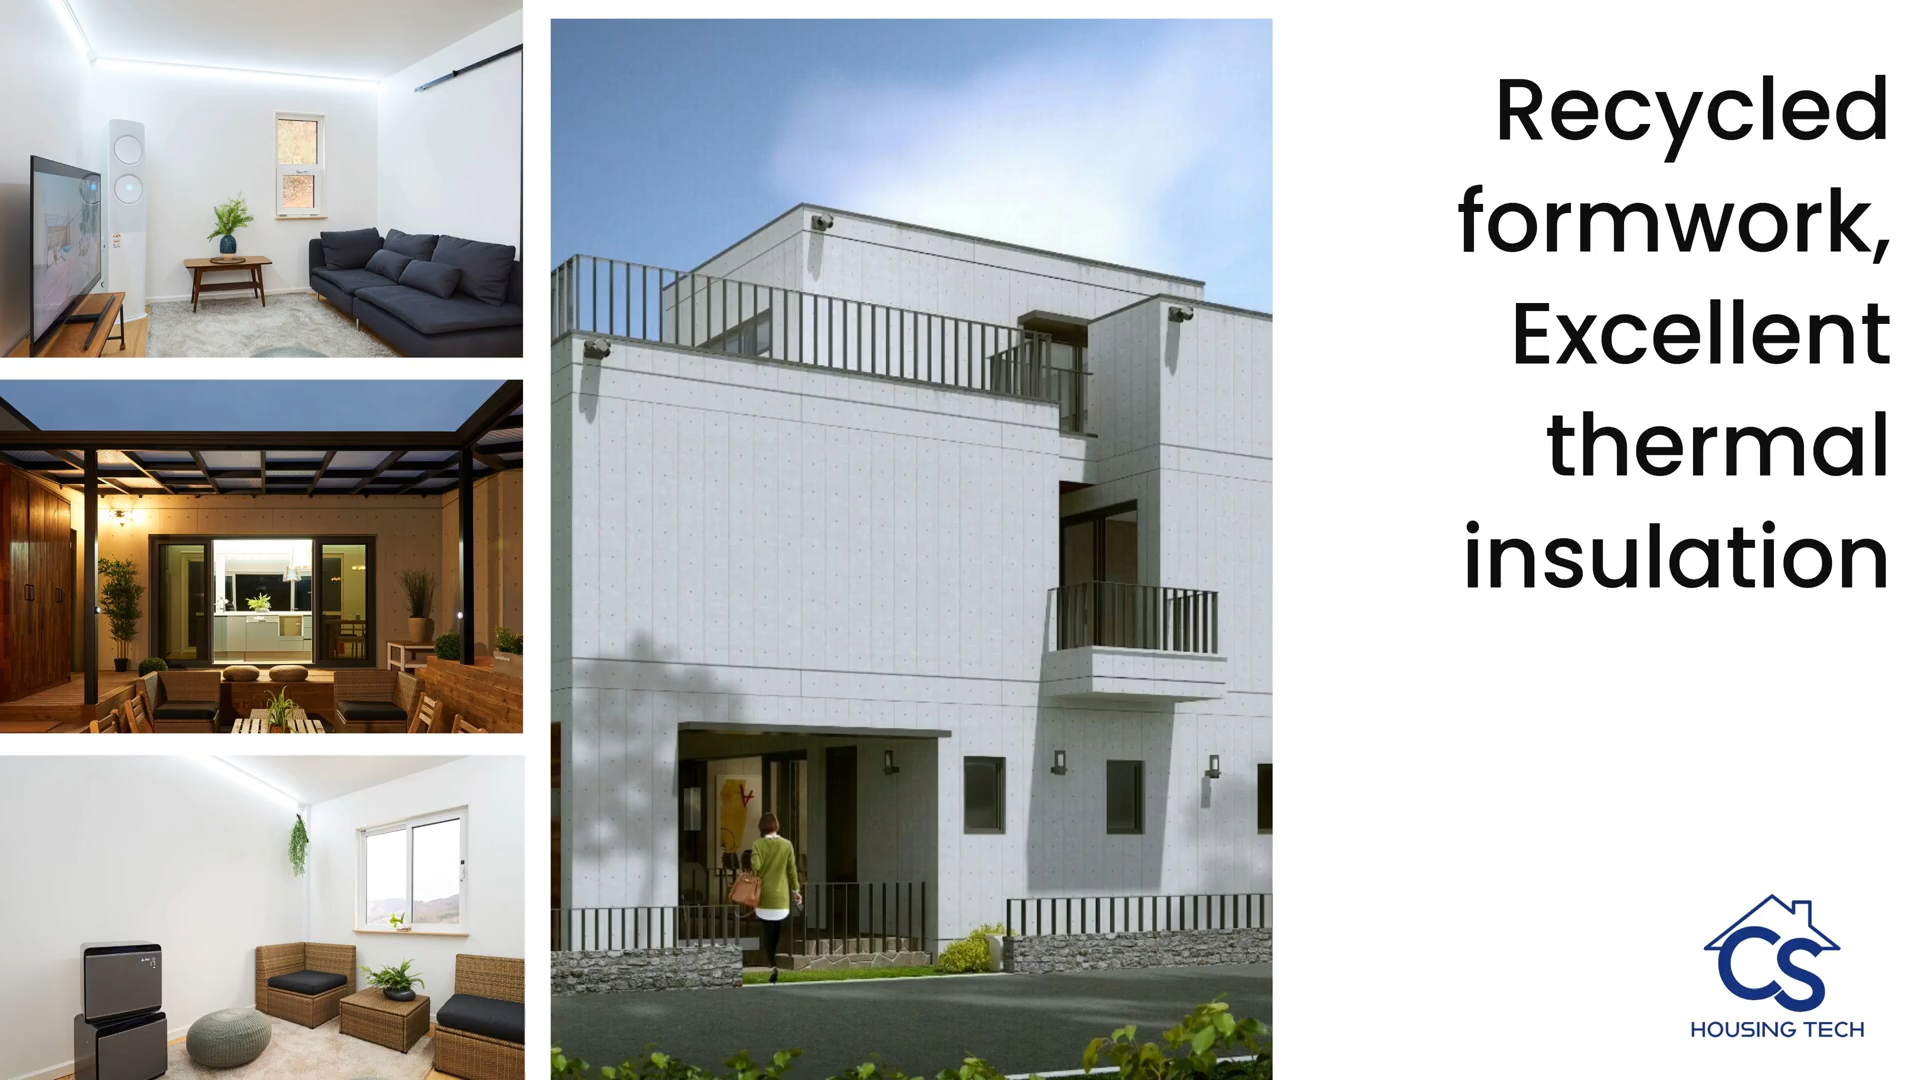 Recycled
formwork,
Excellent
thermal
insulation
CS
HOUSING TECH